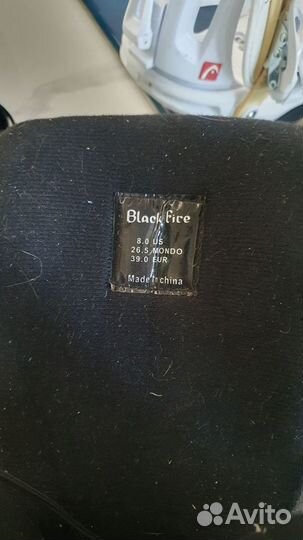 Black Fire
8.0 US
26.5 MONDO
39.0 EUR
Made in china
Avito